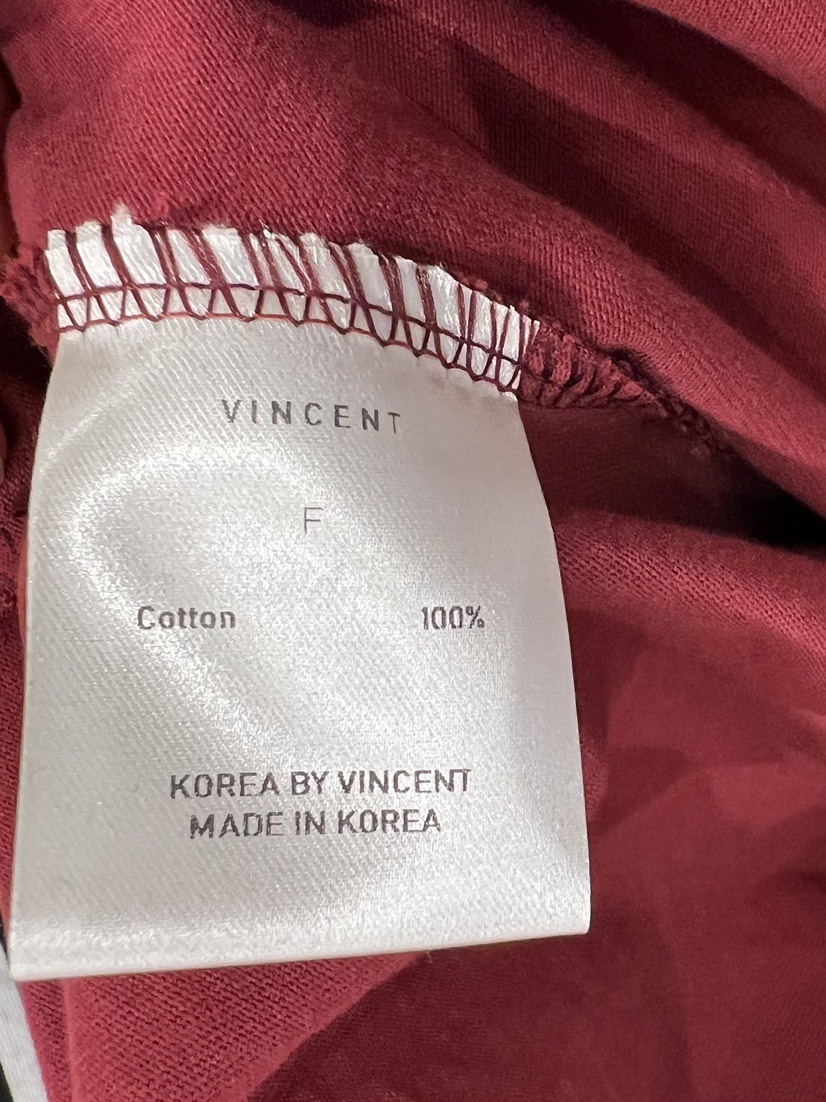 VINCENT
F
Cotton 100%
KOREA BY VINCENT
MADE IN KOREA